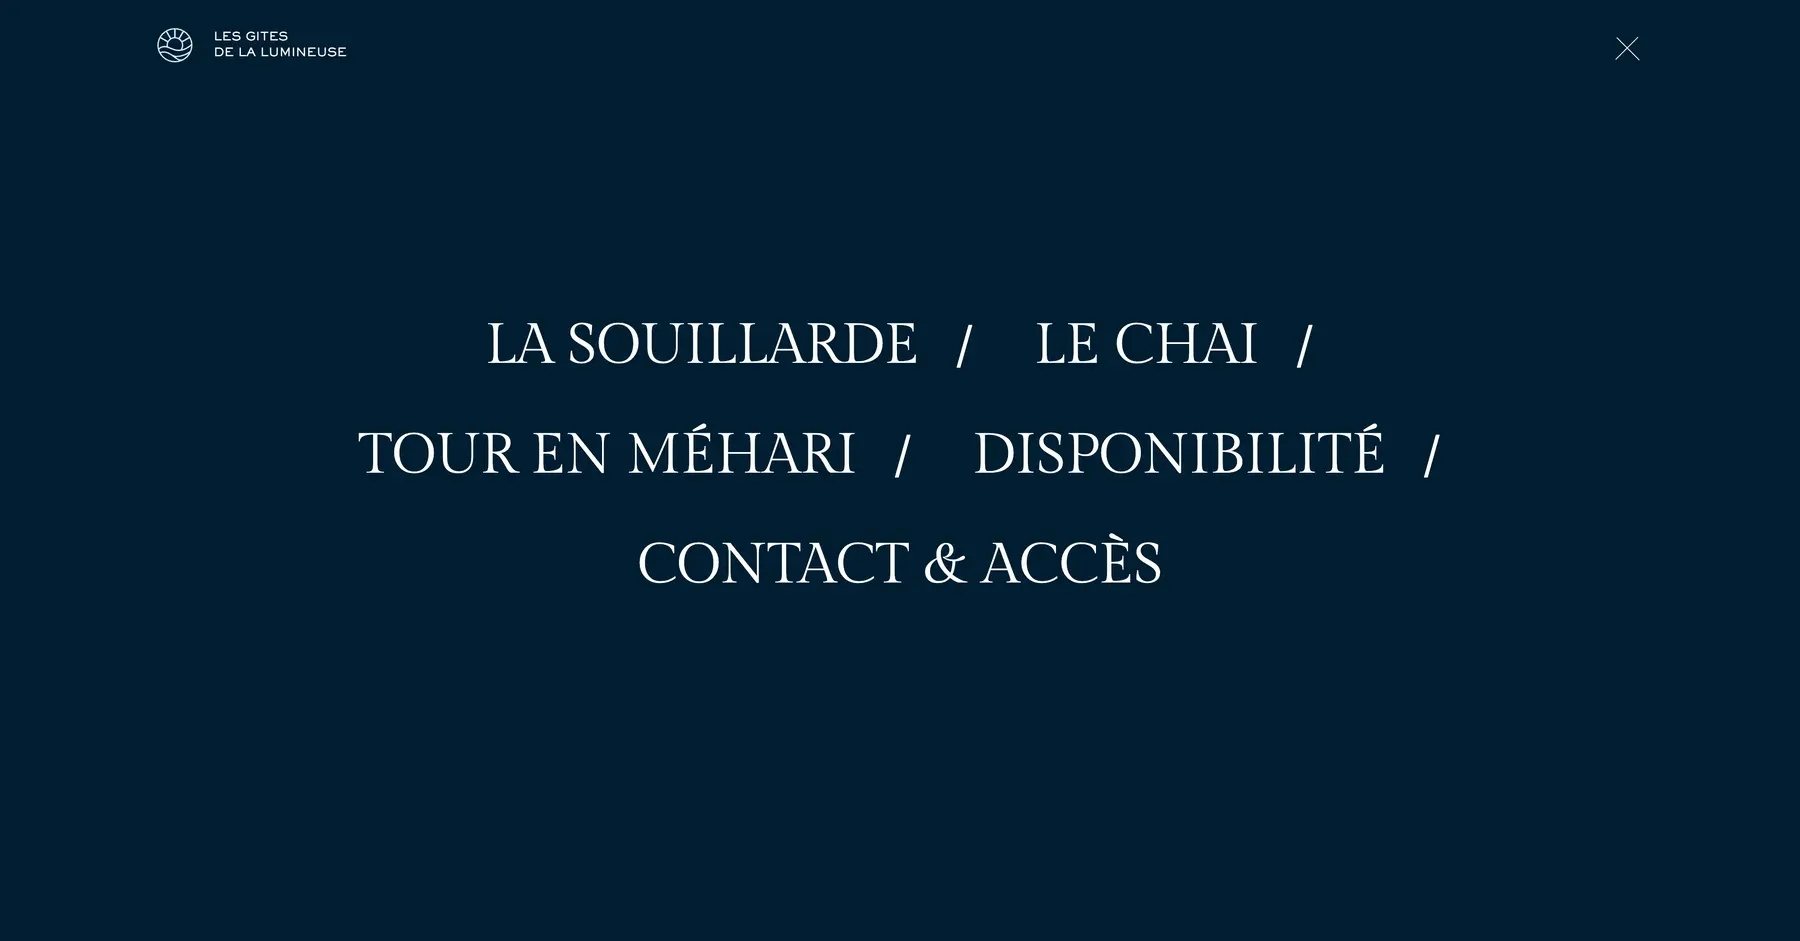 LES GITES
DE LA LUMINEUSE
LA SOUILLARDE / LE CHAI /
TOUR EN MÉHARI / DISPONIBILITÉ /
CONTACT & ACCÈS